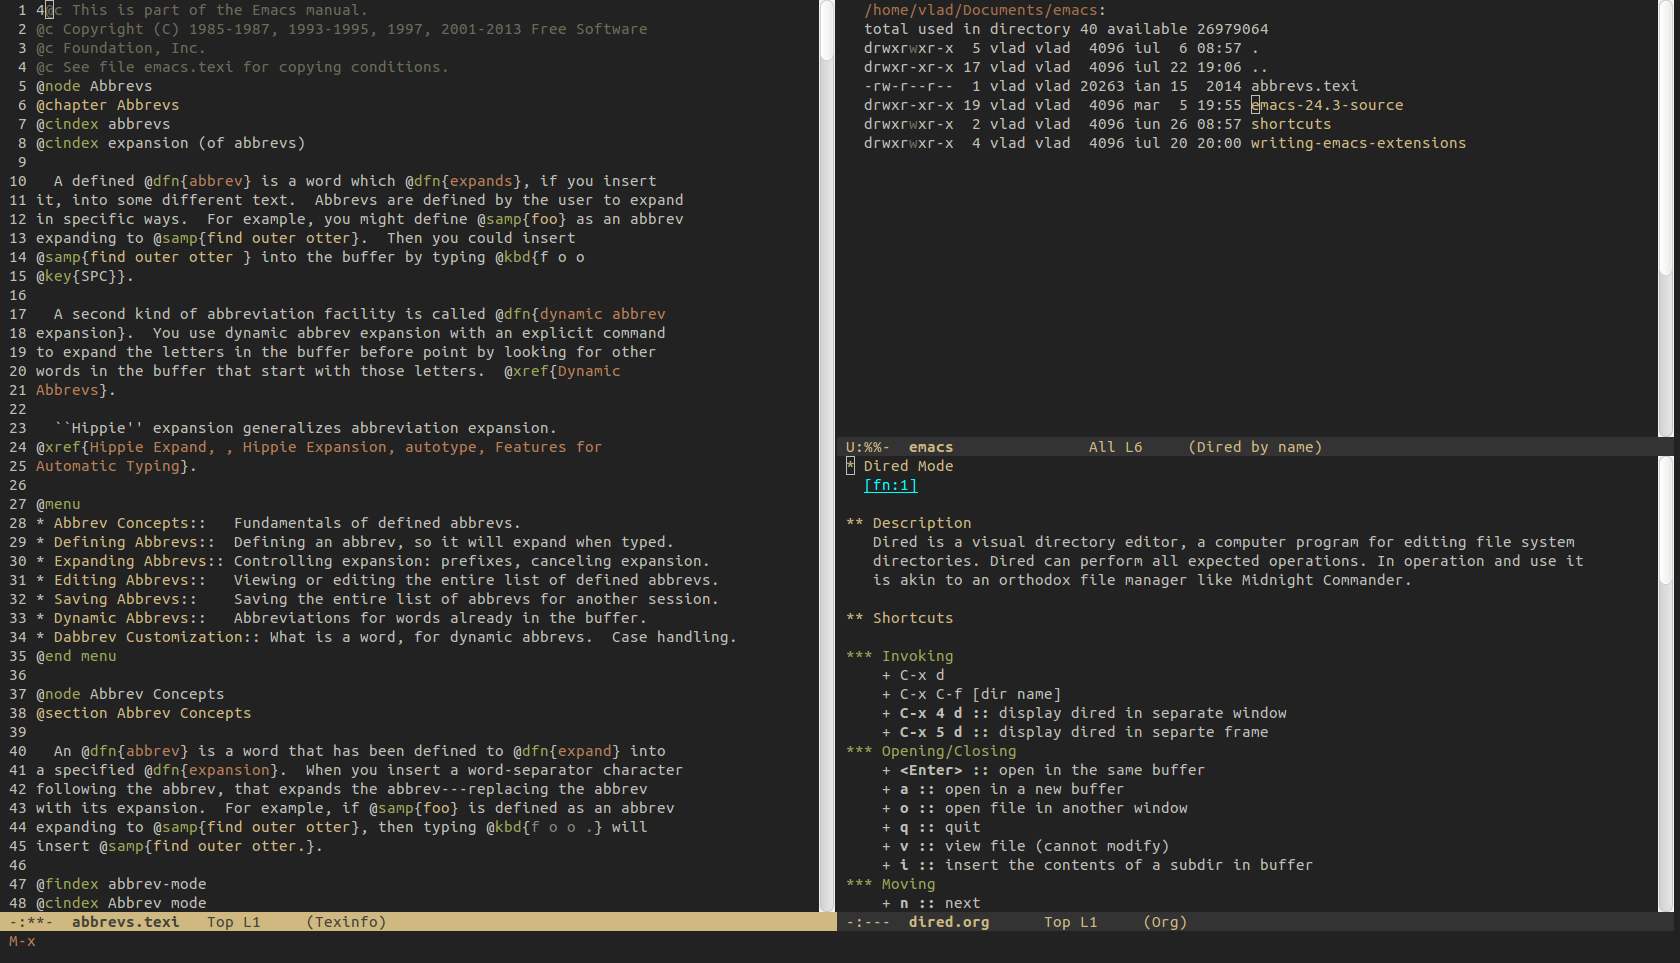 1 4@c This is part of the Emacs manual.
2 @c Copyright (C) 1985-1987, 1993-1995, 1997, 2001-2013 Free Software
3 @c Foundation, Inc.
4 @c See file emacs.texi for copying conditions.
5 @node Abbrevs
6 @chapter Abbrevs
7 @cindex abbrevs
8 @cindex expansion (of abbrevs)
9
10   A defined @dfn{abbrev} is a word which @dfn{expands}, if you insert
11 it, into some different text.  Abbrevs are defined by the user to expand
12 in specific ways.  For example, you might define @samp{foo} as an abbrev
13 expanding to @samp{find outer otter}.  Then you could insert
14 @samp{find outer otter } into the buffer by typing @kbd{f o o
15 @key{SPC}}.
16
17   A second kind of abbreviation facility is called @dfn{dynamic abbrev
18 expansion}.  You use dynamic abbrev expansion with an explicit command
19 to expand the letters in the buffer before point by looking for other
20 words in the buffer that start with those letters.  @xref{Dynamic
21 Abbrevs}.
22
23   ``Hippie'' expansion generalizes abbreviation expansion.
24 @xref{Hippie Expand, , Hippie Expansion, autotype, Features for
25 Automatic Typing}.
26
27 @menu
28 * Abbrev Concepts::   Fundamentals of defined abbrevs.
29 * Defining Abbrevs::  Defining an abbrev, so it will expand when typed.
30 * Expanding Abbrevs:: Controlling expansion: prefixes, canceling expansion.
31 * Editing Abbrevs::   Viewing or editing the entire list of defined abbrevs.
32 * Saving Abbrevs::    Saving the entire list of abbrevs for another session.
33 * Dynamic Abbrevs::   Abbreviations for words already in the buffer.
34 * Dabbrev Customization:: What is a word, for dynamic abbrevs.  Case handling.
35 @end menu
36
37 @node Abbrev Concepts
38 @section Abbrev Concepts
39
40   An @dfn{abbrev} is a word that has been defined to @dfn{expand} into
41 a specified @dfn{expansion}.  When you insert a word-separator character
42 following the abbrev, that expands the abbrev---replacing the abbrev
43 with its expansion.  For example, if @samp{foo} is defined as an abbrev
44 expanding to @samp{find outer otter}, then typing @kbd{f o o .} will
45 insert @samp{find outer otter.}.
46
47 @findex abbrev-mode
48 @cindex Abbrev mode
-:**-  abbrevs.texi   Top L1     (Texinfo)
M-x
/home/vlad/Documents/emacs:
total used in directory 40 available 26979064
drwxrwxr-x  5 vlad vlad  4096 iul  6 08:57 .
drwxr-xr-x 17 vlad vlad  4096 iul 22 19:06 ..
-rw-r--r--  1 vlad vlad 20263 ian 15  2014 abbrevs.texi
drwxr-xr-x 19 vlad vlad  4096 mar  5 19:55 emacs-24.3-source
drwxrwxr-x  2 vlad vlad  4096 iun 26 08:57 shortcuts
drwxrwxr-x  4 vlad vlad  4096 iul 20 20:00 writing-emacs-extensions
U:%%-  emacs               All L6     (Dired by name)
* Dired Mode
[fn:1]
** Description
Dired is a visual directory editor, a computer program for editing file system
directories. Dired can perform all expected operations. In operation and use it
is akin to an orthodox file manager like Midnight Commander.
** Shortcuts
*** Invoking
+ C-x d
+ C-x C-f [dir name]
+ C-x 4 d :: display dired in separate window
+ C-x 5 d :: display dired in separte frame
*** Opening/Closing
+ <Enter> :: open in the same buffer
+ a :: open in a new buffer
+ o :: open file in another window
+ q :: quit
+ v :: view file (cannot modify)
+ i :: insert the contents of a subdir in buffer
*** Moving
+ n :: next
-:---  dired.org      Top L1     (Org)